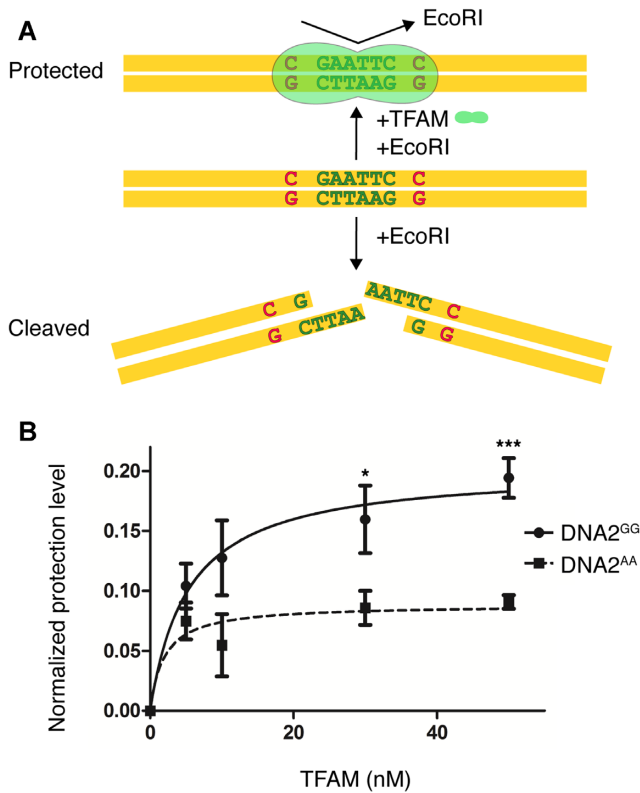 A
EcoRI
Protected
C GAATTC C
G CTTAAG G
+TFAM
+EcoRI
C GAATTC C
G CTTAAG G
+EcoRI
Cleaved
C G
G CTTAA
AATTC C
G G
B
Normalized protection level
0.20
0.15
0.10
0.05
0.00
*
***
DNA2GG
DNA2AA
0 20 40
TFAM (nM)